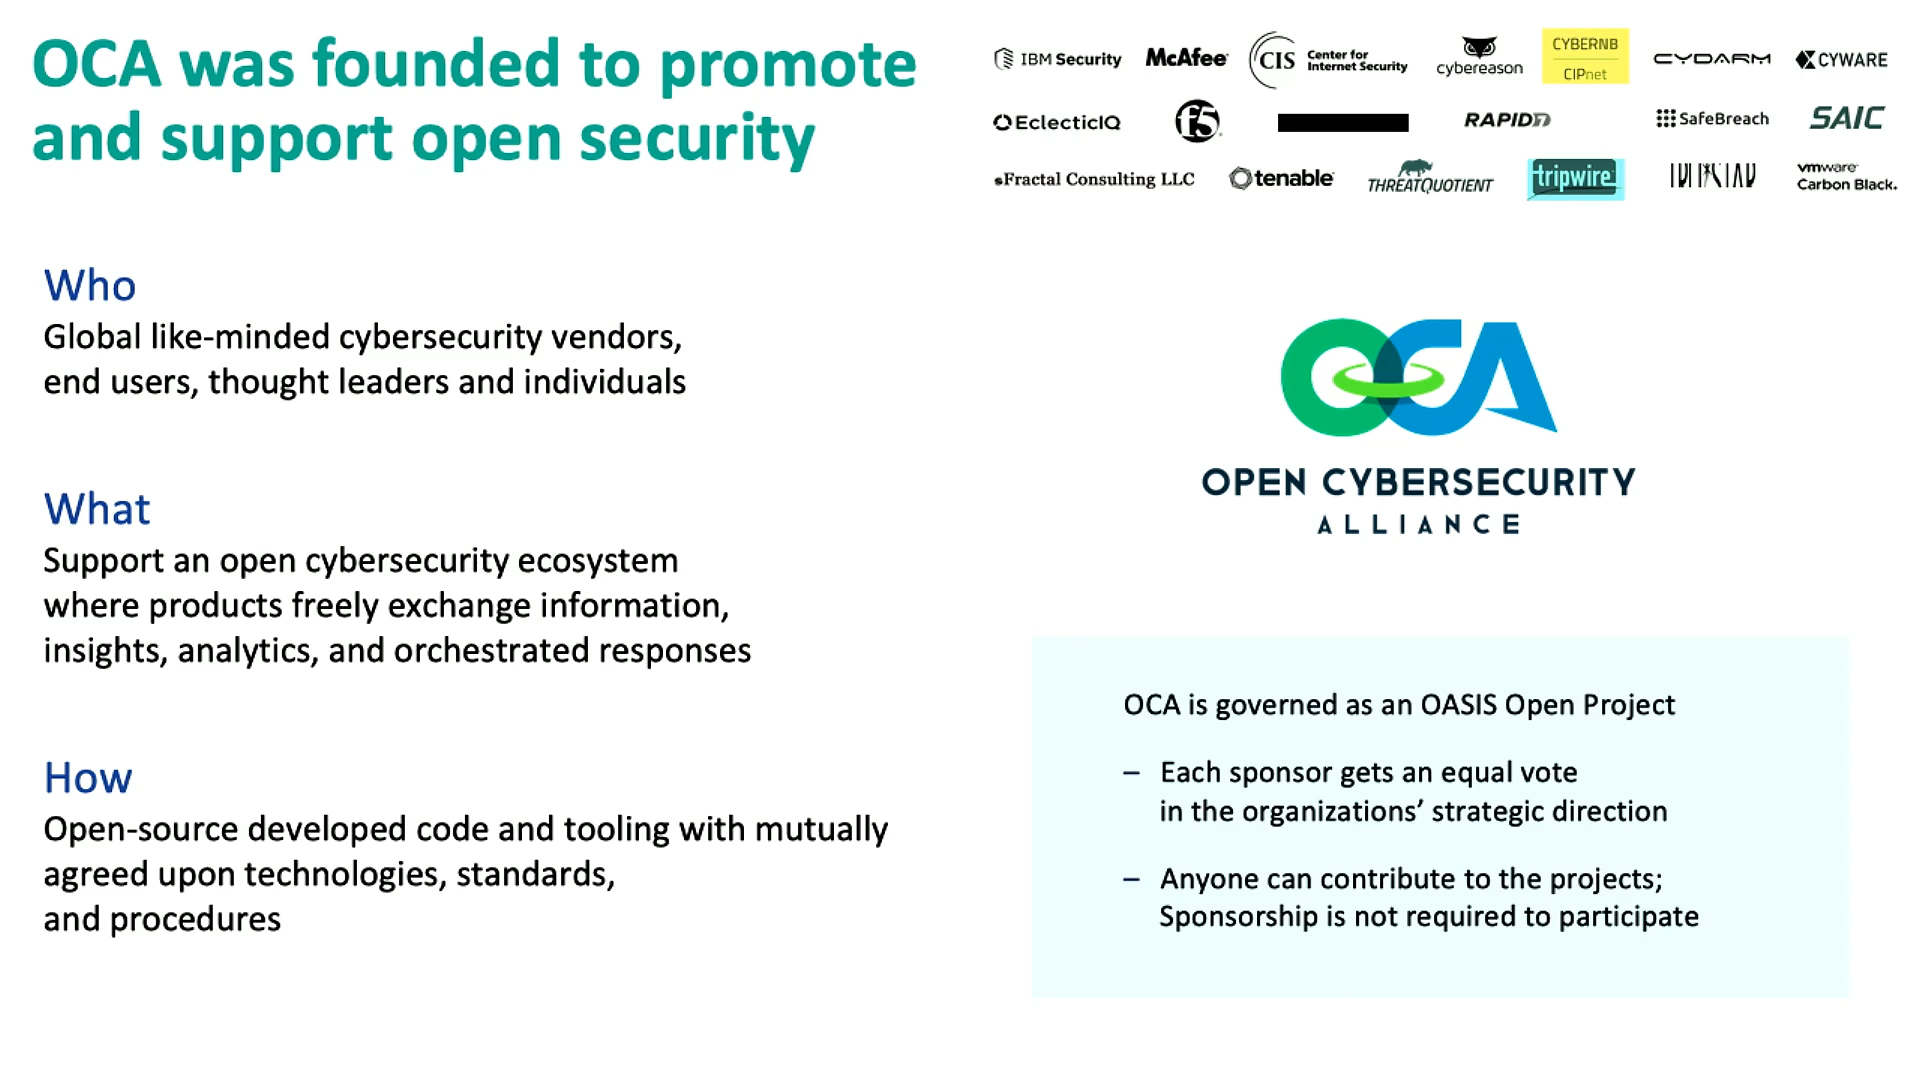 OCA was founded to promote
and support open security
IBM Security
McAfee
CIS Center for
Internet Security
cybereason
CYBERNB
CIPnet
CYDARM
CYWARE
EclecticIQ
f5
RAPID7
SafeBreach
SAIC
sFractal Consulting LLC
tenable
THREATQUOTIENT
tripwire
vmware
Carbon Black.
Who
Global like-minded cybersecurity vendors,
end users, thought leaders and individuals
What
Support an open cybersecurity ecosystem
where products freely exchange information,
insights, analytics, and orchestrated responses
How
Open-source developed code and tooling with mutually
agreed upon technologies, standards,
and procedures
OCA
OPEN CYBERSECURITY
ALLIANCE
OCA is governed as an OASIS Open Project
– Each sponsor gets an equal vote
in the organizations’ strategic direction
– Anyone can contribute to the projects;
Sponsorship is not required to participate